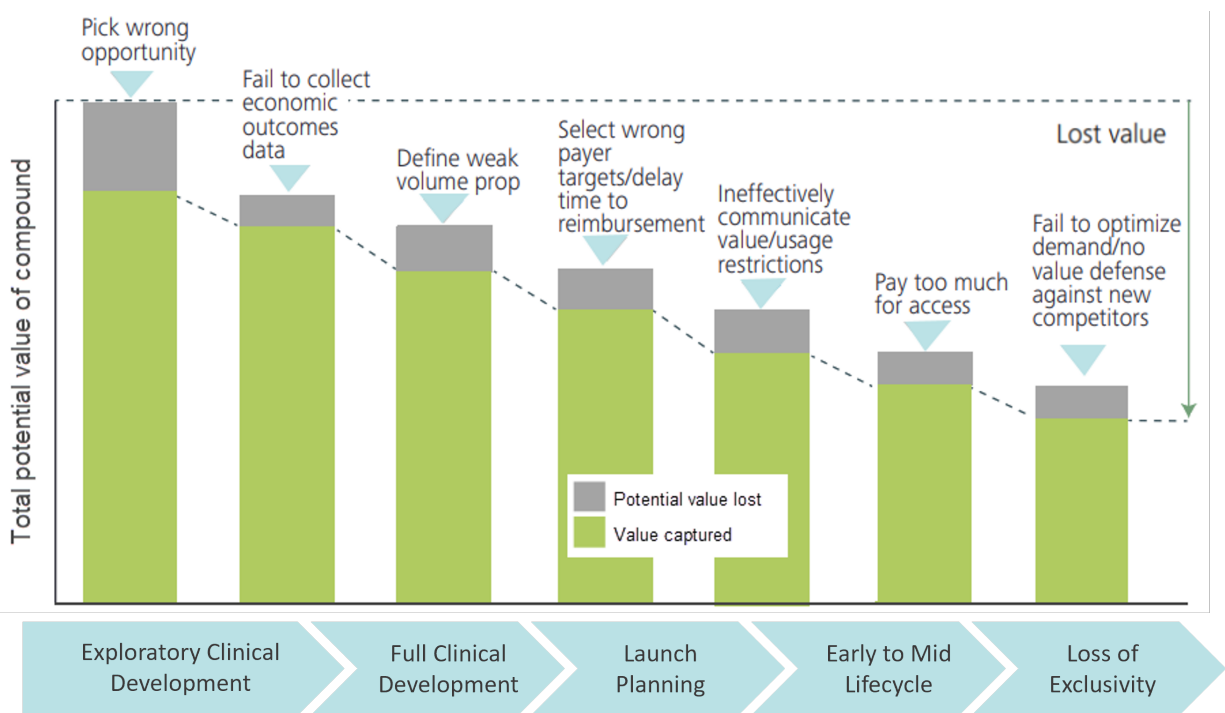 Pick wrong
opportunity
Fail to collect
economic
outcomes
data
Define weak
volume prop
Select wrong
payer
targets/delay
time to
reimbursement
Ineffectively
communicate
value/usage
restrictions
Pay too much
for access
Fail to optimize
demand/no
value defense
against new
competitors
Lost value
Total potential value of compound
Potential value lost
Value captured
Exploratory Clinical
Development
Full Clinical
Development
Launch
Planning
Early to Mid
Lifecycle
Loss of
Exclusivity